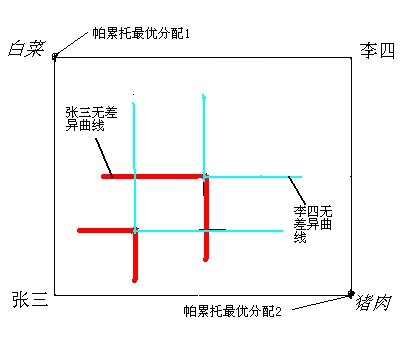 帕累托最优分配1
白菜
李四
张三无差
异曲线
李四无
差异曲
线
张三
帕累托最优分配2
猪肉